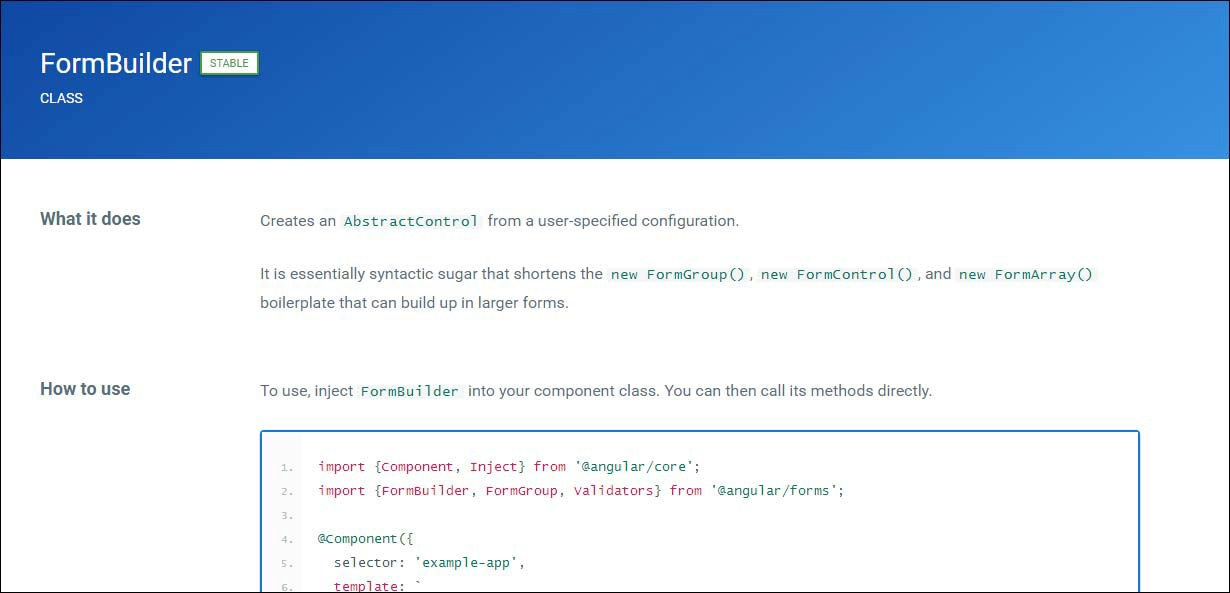 FormBuilder STABLE
CLASS
What it does
Creates an AbstractControl from a user-specified configuration.
It is essentially syntactic sugar that shortens the new FormGroup(), new FormControl(), and new FormArray()
boilerplate that can build up in larger forms.
How to use
To use, inject FormBuilder into your component class. You can then call its methods directly.
1. import {Component, Inject} from '@angular/core';
2. import {FormBuilder, FormGroup, Validators} from '@angular/forms';
3.
4. @Component({
5. selector: 'example-app',
6. template: `